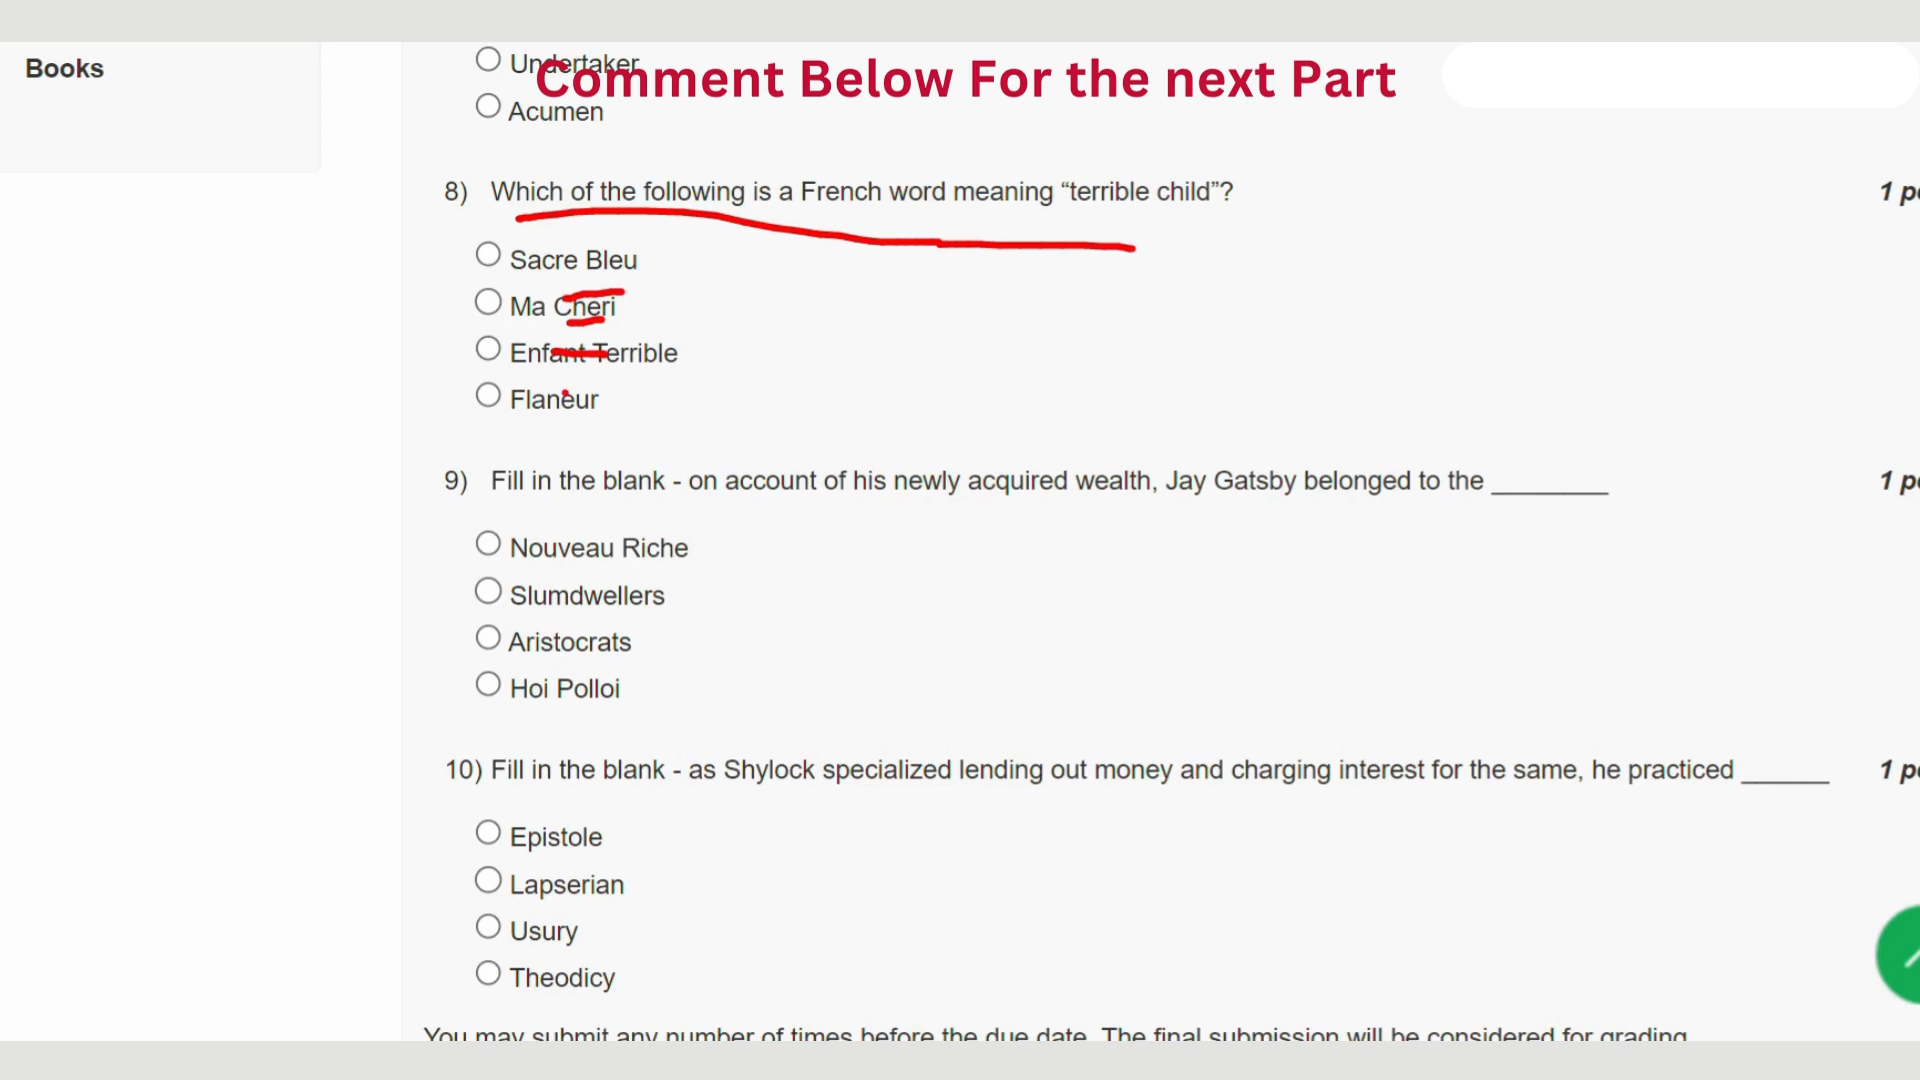 Books
Undertaker
Comment Below For the next Part
Acumen
8) Which of the following is a French word meaning “terrible child”?
1 p
Sacre Bleu
Ma Cheri
Enfant Terrible
Flaneur
9) Fill in the blank - on account of his newly acquired wealth, Jay Gatsby belonged to the ________
1 p
Nouveau Riche
Slumdwellers
Aristocrats
Hoi Polloi
10) Fill in the blank - as Shylock specialized lending out money and charging interest for the same, he practiced ______
1 p
Epistole
Lapserian
Usury
Theodicy
You may submit any number of times before the due date. The final submission will be considered for grading.